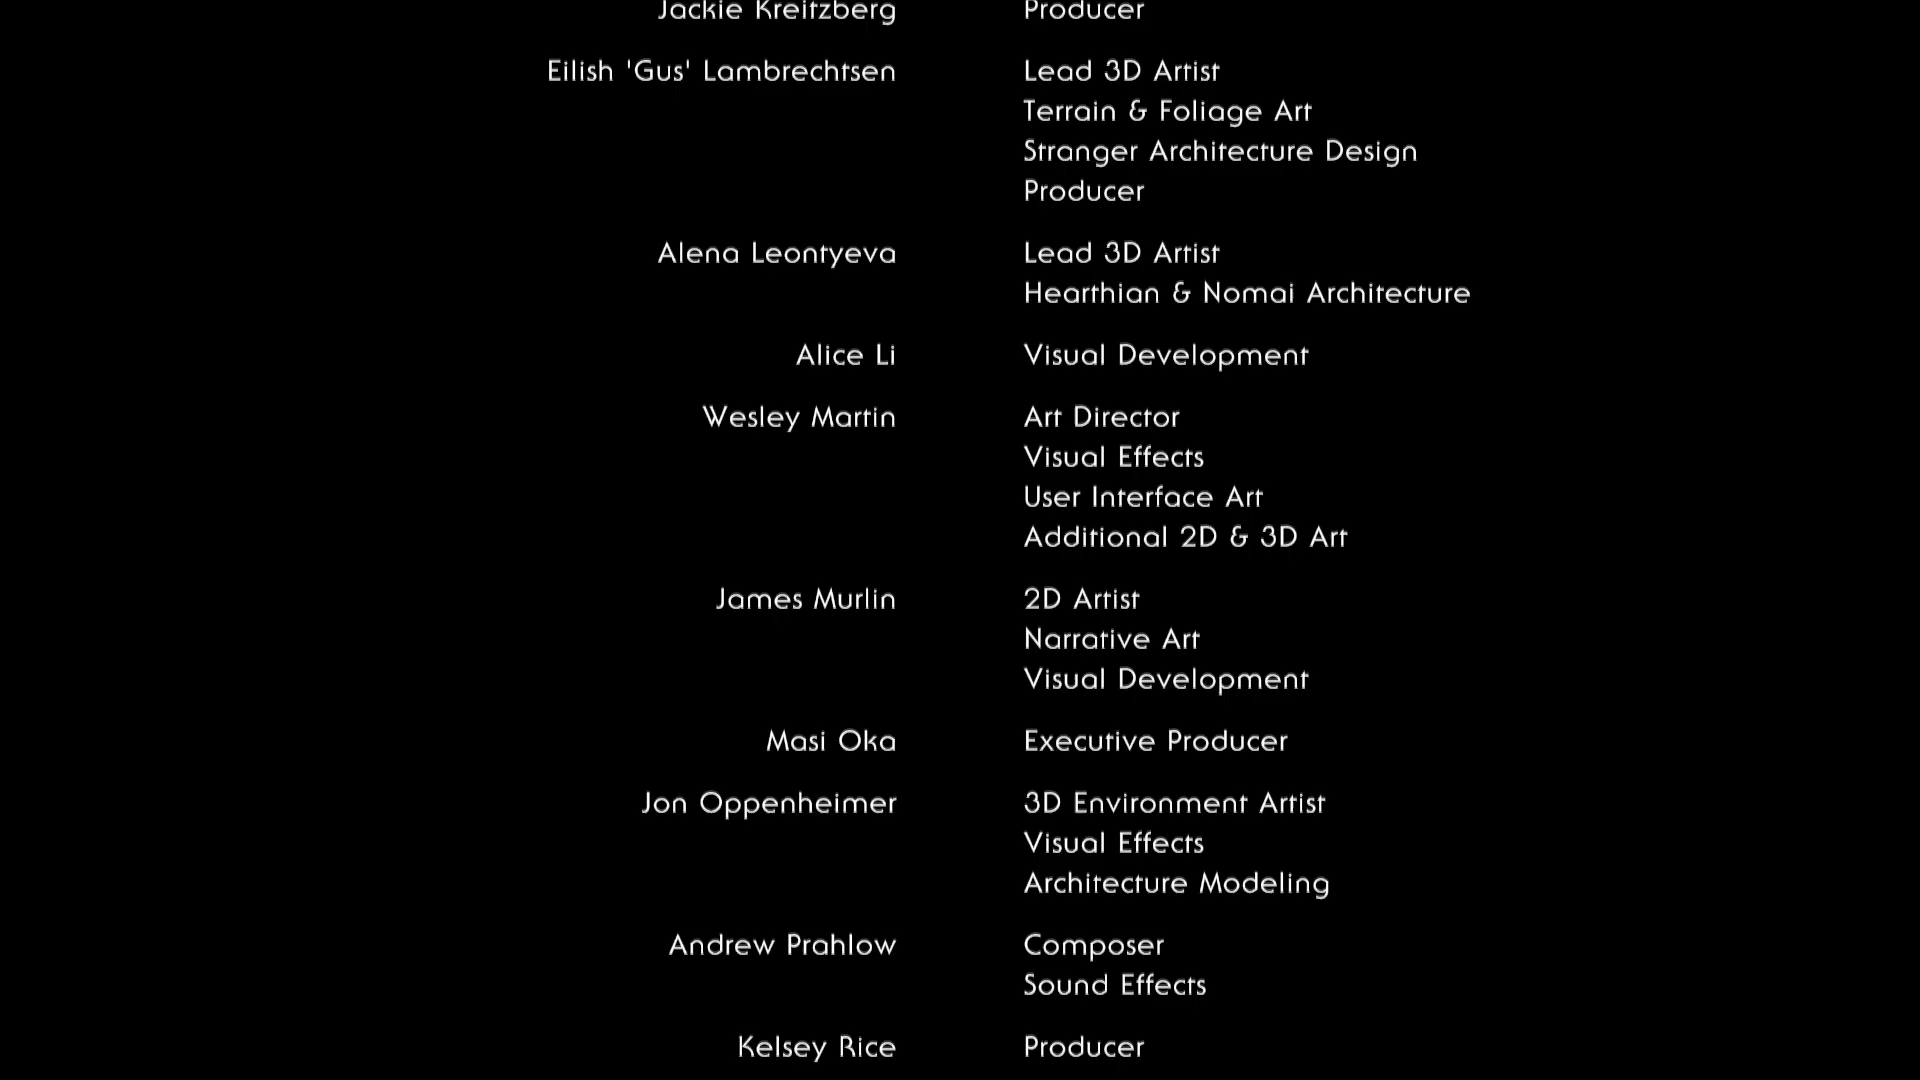 Jackie Kreitzberg Producer
Eilish 'Gus' Lambrechtsen Lead 3D Artist
Terrain & Foliage Art
Stranger Architecture Design
Producer
Alena Leontyeva Lead 3D Artist
Hearthian & Nomai Architecture
Alice Li Visual Development
Wesley Martin Art Director
Visual Effects
User Interface Art
Additional 2D & 3D Art
James Murlin 2D Artist
Narrative Art
Visual Development
Masi Oka Executive Producer
Jon Oppenheimer 3D Environment Artist
Visual Effects
Architecture Modeling
Andrew Prahlow Composer
Sound Effects
Kelsey Rice Producer